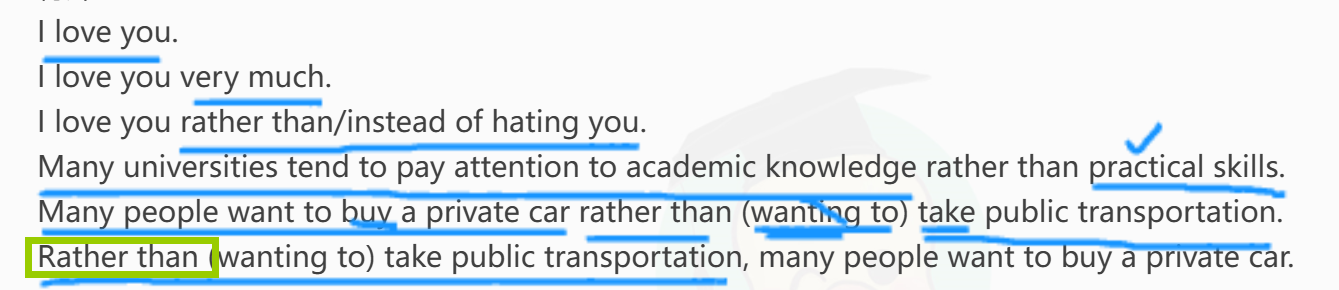 I love you.
I love you very much.
I love you rather than/instead of hating you.
Many universities tend to pay attention to academic knowledge rather than practical skills.
Many people want to buy a private car rather than (wanting to) take public transportation.
Rather than (wanting to) take public transportation, many people want to buy a private car.